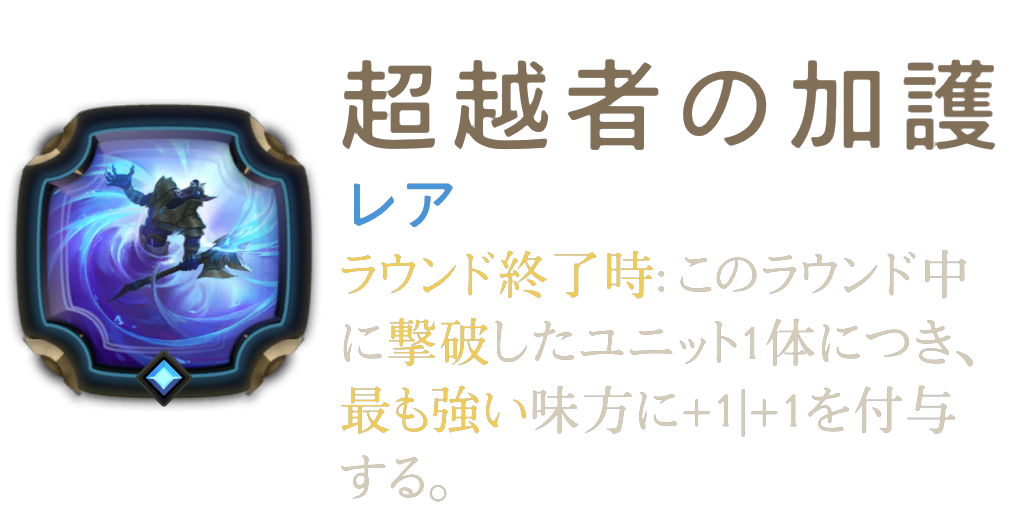 超越者の加護
レア
ラウンド終了時: このラウンド中
に撃破したユニット1体につき、
最も強い味方に+1|+1を付与
する。